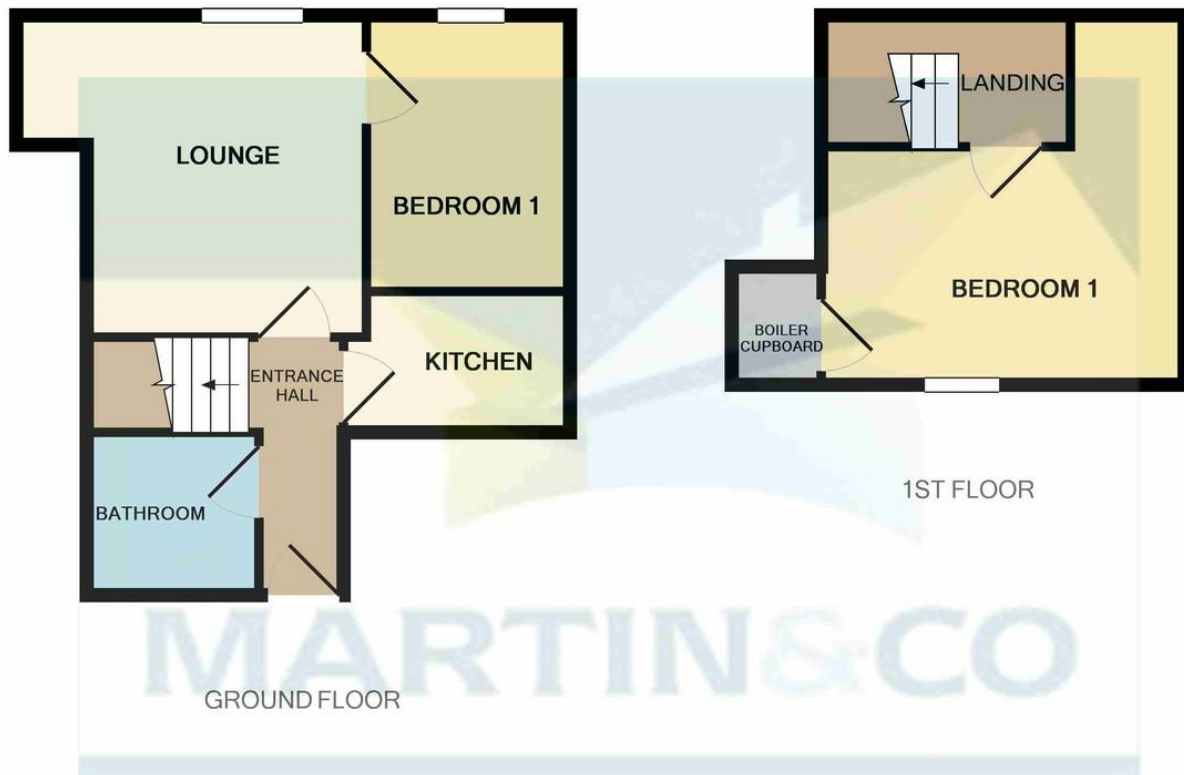 LOUNGE
BEDROOM 1
KITCHEN
ENTRANCE
HALL
BATHROOM
GROUND FLOOR
LANDING
BEDROOM 1
BOILER
CUPBOARD
1ST FLOOR
MARTIN&CO